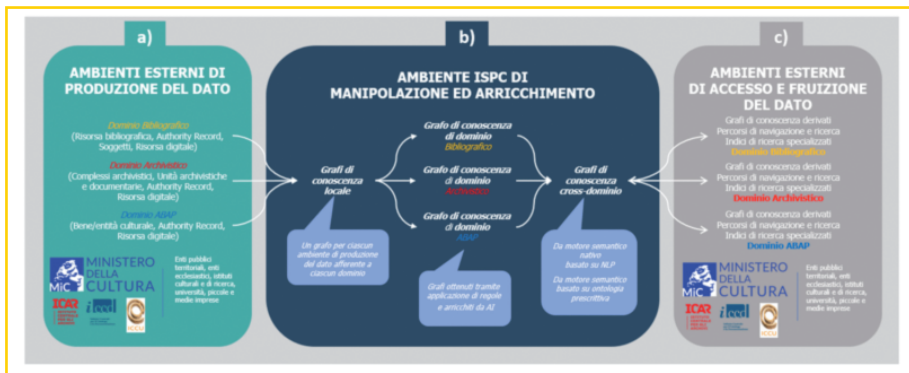 a)
AMBIENTI ESTERNI DI
PRODUZIONE DEL DATO
Dominio Bibliografico
(Risorsa bibliografica, Authority Record,
Soggetti, Risorsa digitale)
Dominio Archivistico
(Complessi archivistici, Unità archivistiche
e documentarie, Authority Record,
Risorsa digitale)
Dominio ABAP
(Bene/entità culturale, Authority Record,
Risorsa digitale)
MiC
MINISTERO
DELLA
CULTURA
Enti pubblici
territoriali, enti
ecclesiastici, istituti
culturali e di ricerca,
università, piccole e
medie imprese
ICAR
iccd
ICCU
b)
AMBIENTE ISPC DI
MANIPOLAZIONE ED ARRICCHIMENTO
Grafi di
conoscenza
locale
Un grafo per ciascun
ambiente di produzione
del dato afferente a
ciascun dominio
Grafo di conoscenza
di dominio
Bibliografico
Grafo di conoscenza
di dominio
Archivistico
Grafo di conoscenza
di dominio
ABAP
Grafi ottenuti tramite
applicazione di regole
e arricchiti da AI
Grafi di
conoscenza
cross-dominio
Da motore semantico
nativo
basato su NLP
Da motore semantico
basato su ontologia
prescrittiva
c)
AMBIENTI ESTERNI
DI ACCESSO E FRUIZIONE
DEL DATO
Grafi di conoscenza derivati
Percorsi di navigazione e ricerca
Indici di ricerca specializzati
Dominio Bibliografico
Grafi di conoscenza derivati
Percorsi di navigazione e ricerca
Indici di ricerca specializzati
Dominio Archivistico
Grafi di conoscenza derivati
Percorsi di navigazione e ricerca
Indici di ricerca specializzati
Dominio ABAP
MiC
MINISTERO
DELLA
CULTURA
Enti pubblici
territoriali, enti
ecclesiastici, istituti
culturali e di ricerca,
università, piccole e
medie imprese
ICAR
iccd
ICCU